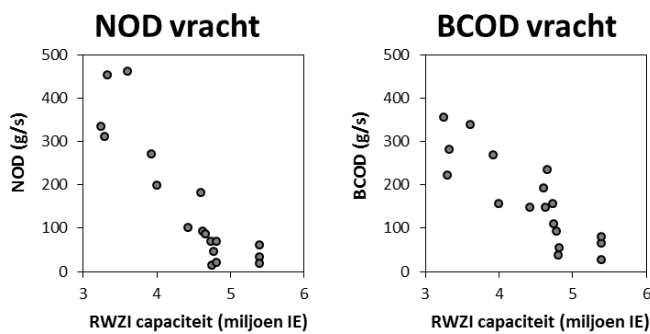 NOD vracht
500
400
300
200
100
0
NOD (g/s)
3 4 5 6
RWZI capaciteit (miljoen IE)
BCOD vracht
500
400
300
200
100
0
BCOD (g/s)
3 4 5 6
RWZI capaciteit (miljoen IE)